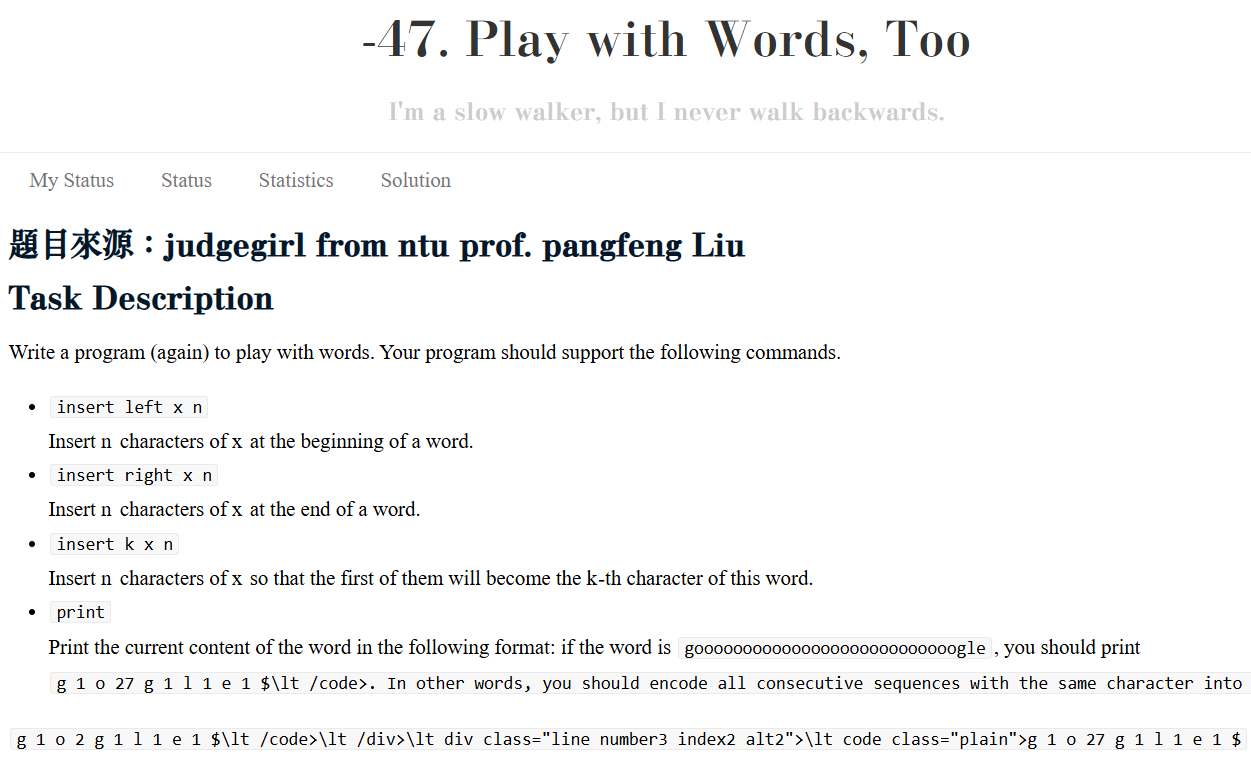 -47. Play with Words, Too
I'm a slow walker, but I never walk backwards.
My Status Status Statistics Solution
題目來源：judgegirl from ntu prof. pangfeng Liu
Task Description
Write a program (again) to play with words. Your program should support the following commands.
• insert left x n
Insert n characters of x at the beginning of a word.
• insert right x n
Insert n characters of x at the end of a word.
• insert k x n
Insert n characters of x so that the first of them will become the k-th character of this word.
• print
Print the current content of the word in the following format: if the word is gooooooooooooooooooooooooooogle, you should print
g 1 o 27 g 1 l 1 e 1 $\lt /code>. In other words, you should encode all consecutive sequences with the same character into
g 1 o 2 g 1 l 1 e 1 $\lt /code>\lt /div>\lt div class="line number3 index2 alt2">\lt code class="plain">g 1 o 27 g 1 l 1 e 1 $